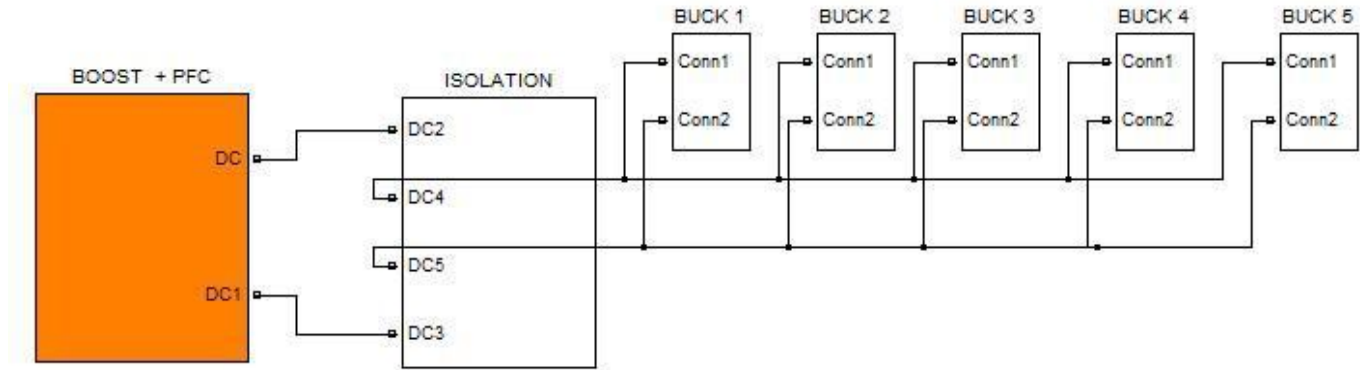 BUCK 1 BUCK 2 BUCK 3 BUCK 4 BUCK 5
Conn1 Conn1 Conn1 Conn1 Conn1
Conn2 Conn2 Conn2 Conn2 Conn2
BOOST + PFC
DC
DC1
ISOLATION
DC2
DC4
DC5
DC3